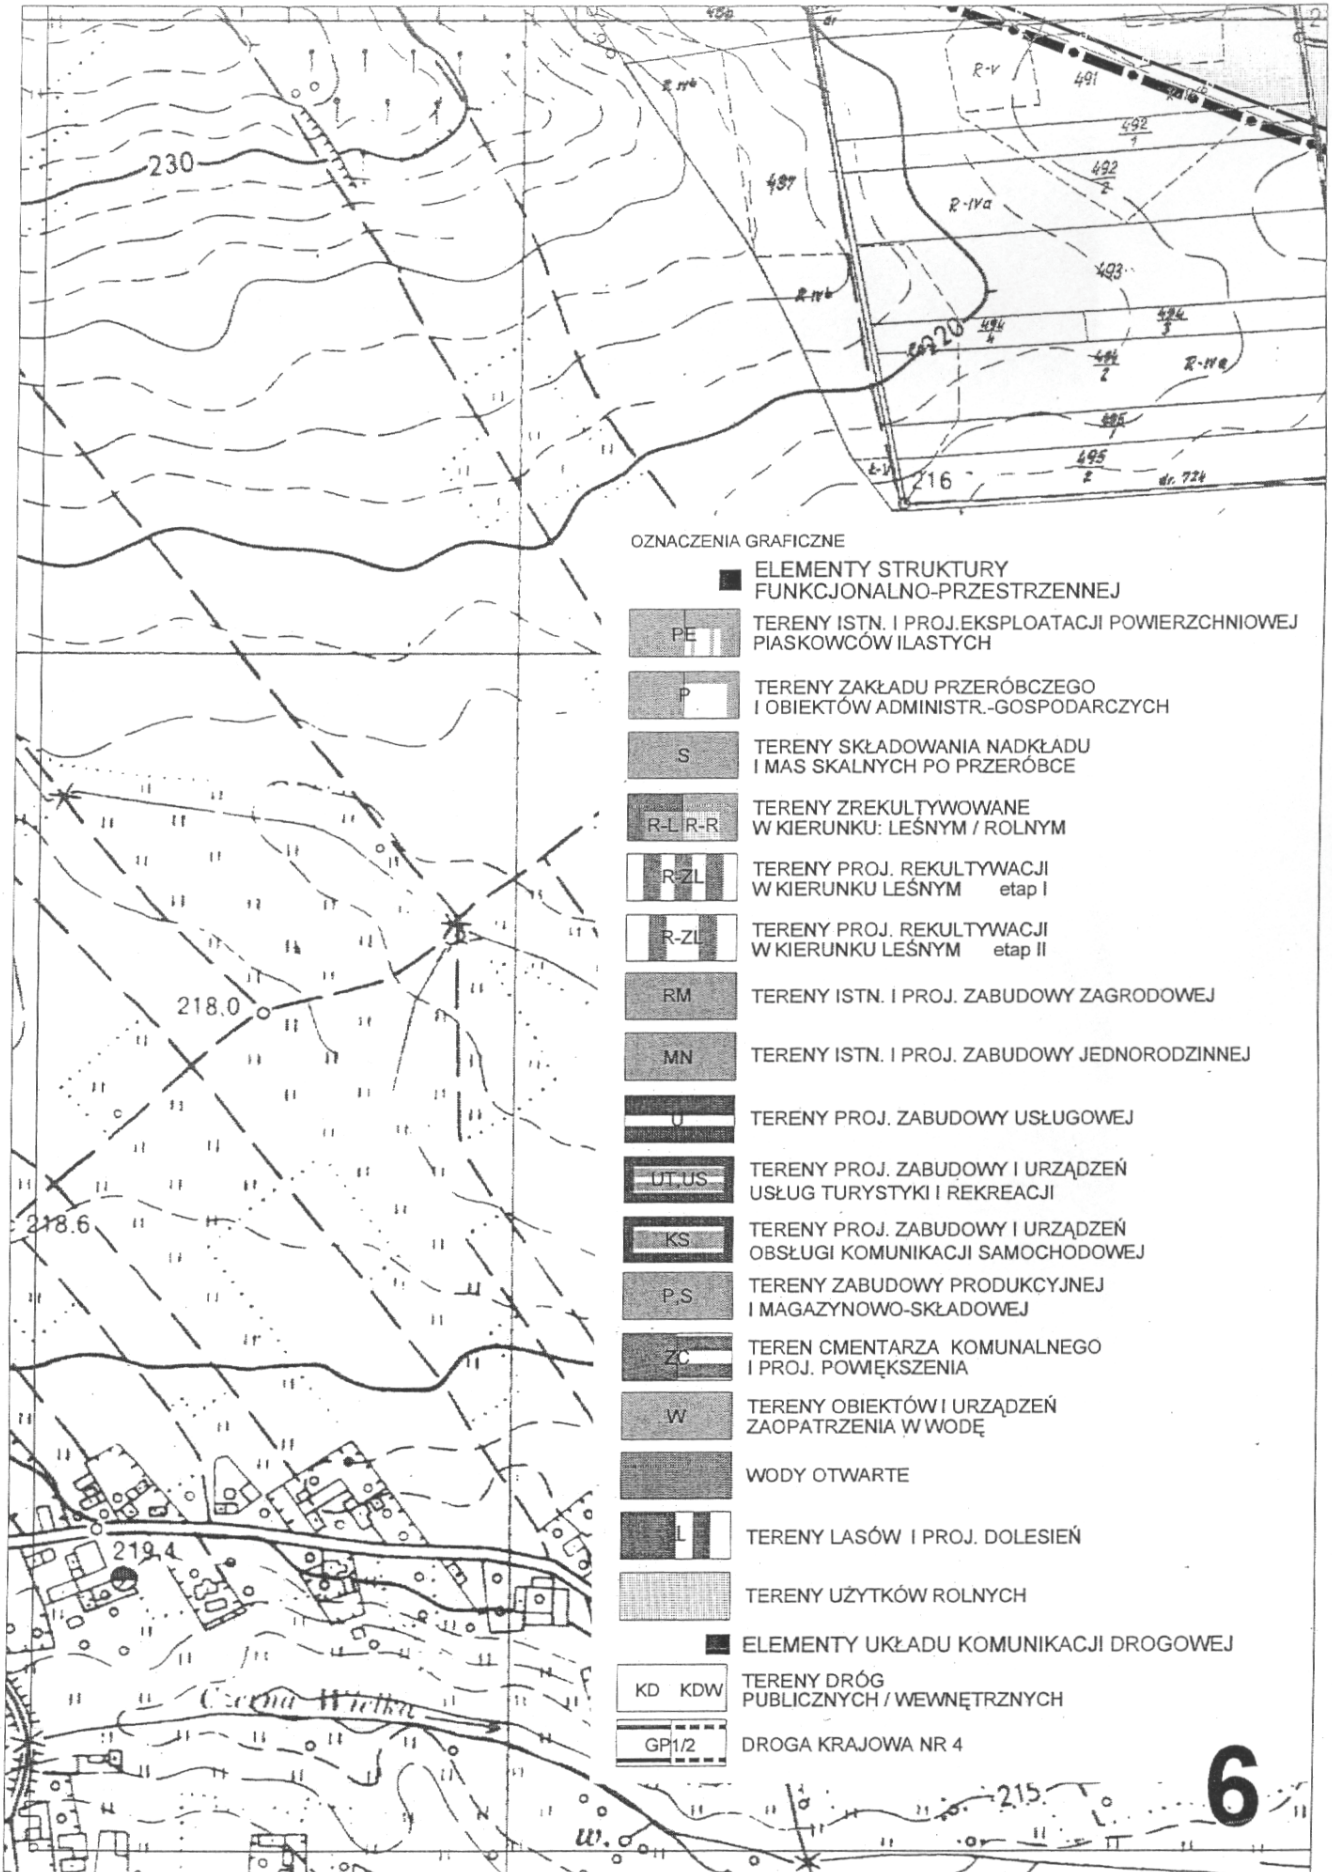 2
dr
R-V
491
R IVb
492
1
230
437
492
2
R-IVa
493
R IVb
220
494
4
494
3
494
2
R-IVa
495
1
495
2
Ł-V
216
dr. 724
OZNACZENIA GRAFICZNE
ELEMENTY STRUKTURY
FUNKCJONALNO-PRZESTRZENNEJ
PE
TERENY ISTN. I PROJ.EKSPLOATACJI POWIERZCHNIOWEJ
PIASKOWCÓW ILASTYCH
P
TERENY ZAKŁADU PRZERÓBCZEGO
I OBIEKTÓW ADMINISTR.-GOSPODARCZYCH
S
TERENY SKŁADOWANIA NADKŁADU
I MAS SKALNYCH PO PRZERÓBCE
R-L R-R
TERENY ZREKULTYWOWANE
W KIERUNKU: LEŚNYM / ROLNYM
R-ZL
TERENY PROJ. REKULTYWACJI
W KIERUNKU LEŚNYM etap I
R-ZL
TERENY PROJ. REKULTYWACJI
W KIERUNKU LEŚNYM etap II
RM
TERENY ISTN. I PROJ. ZABUDOWY ZAGRODOWEJ
218,0
MN
TERENY ISTN. I PROJ. ZABUDOWY JEDNORODZINNEJ
U
TERENY PROJ. ZABUDOWY USŁUGOWEJ
UT,US
TERENY PROJ. ZABUDOWY I URZĄDZEŃ
USŁUG TURYSTYKI I REKREACJI
218.6
KS
TERENY PROJ. ZABUDOWY I URZĄDZEŃ
OBSŁUGI KOMUNIKACJI SAMOCHODOWEJ
P,S
TERENY ZABUDOWY PRODUKCYJNEJ
I MAGAZYNOWO-SKŁADOWEJ
ZC
TEREN CMENTARZA KOMUNALNEGO
I PROJ. POWIĘKSZENIA
W
TERENY OBIEKTÓW I URZĄDZEŃ
ZAOPATRZENIA W WODĘ
WODY OTWARTE
L
TERENY LASÓW I PROJ. DOLESIEŃ
219,4
TERENY UŻYTKÓW ROLNYCH
ELEMENTY UKŁADU KOMUNIKACJI DROGOWEJ
KD KDW
TERENY DRÓG
PUBLICZNYCH / WEWNĘTRZNYCH
Czerna Wielka
GP1/2
DROGA KRAJOWA NR 4
6
215
W.